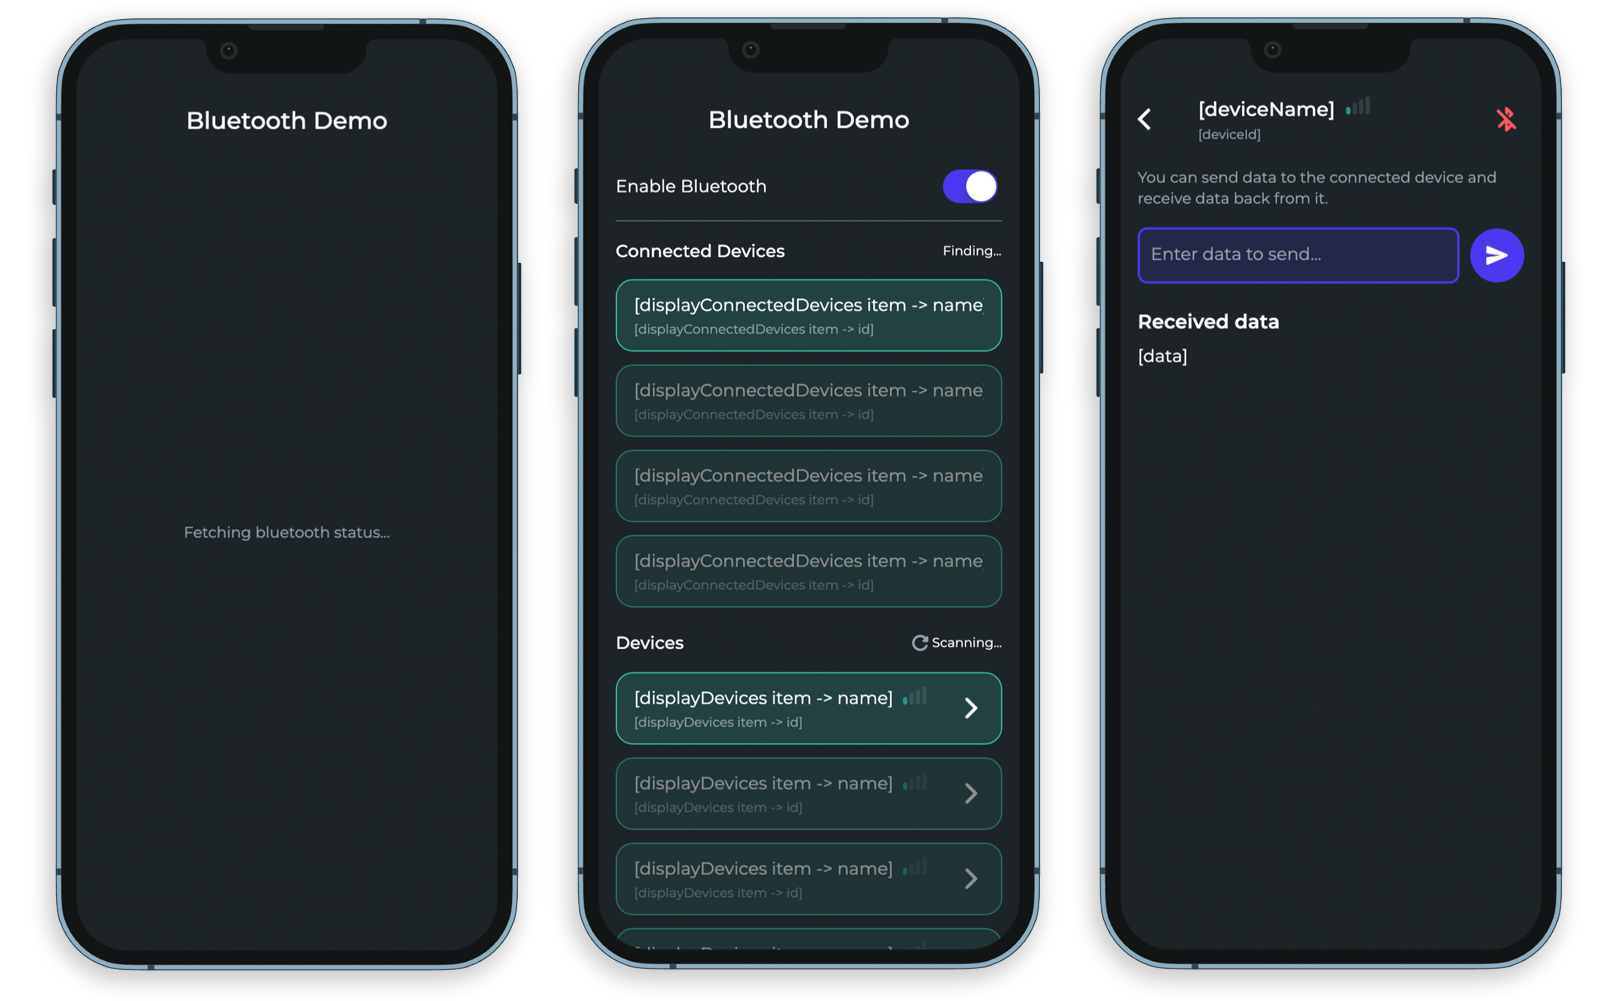 Bluetooth Demo
Fetching bluetooth status...
Bluetooth Demo
Enable Bluetooth
Connected Devices
Finding...
[displayConnectedDevices item -> name
[displayConnectedDevices item -> id]
[displayConnectedDevices item -> name
[displayConnectedDevices item -> id]
[displayConnectedDevices item -> name
[displayConnectedDevices item -> id]
[displayConnectedDevices item -> name
[displayConnectedDevices item -> id]
Devices
Scanning...
[displayDevices item -> name]
[displayDevices item -> id]
[displayDevices item -> name]
[displayDevices item -> id]
[displayDevices item -> name]
[displayDevices item -> id]
[deviceName]
[deviceId]
You can send data to the connected device and
receive data back from it.
Enter data to send...
Received data
[data]